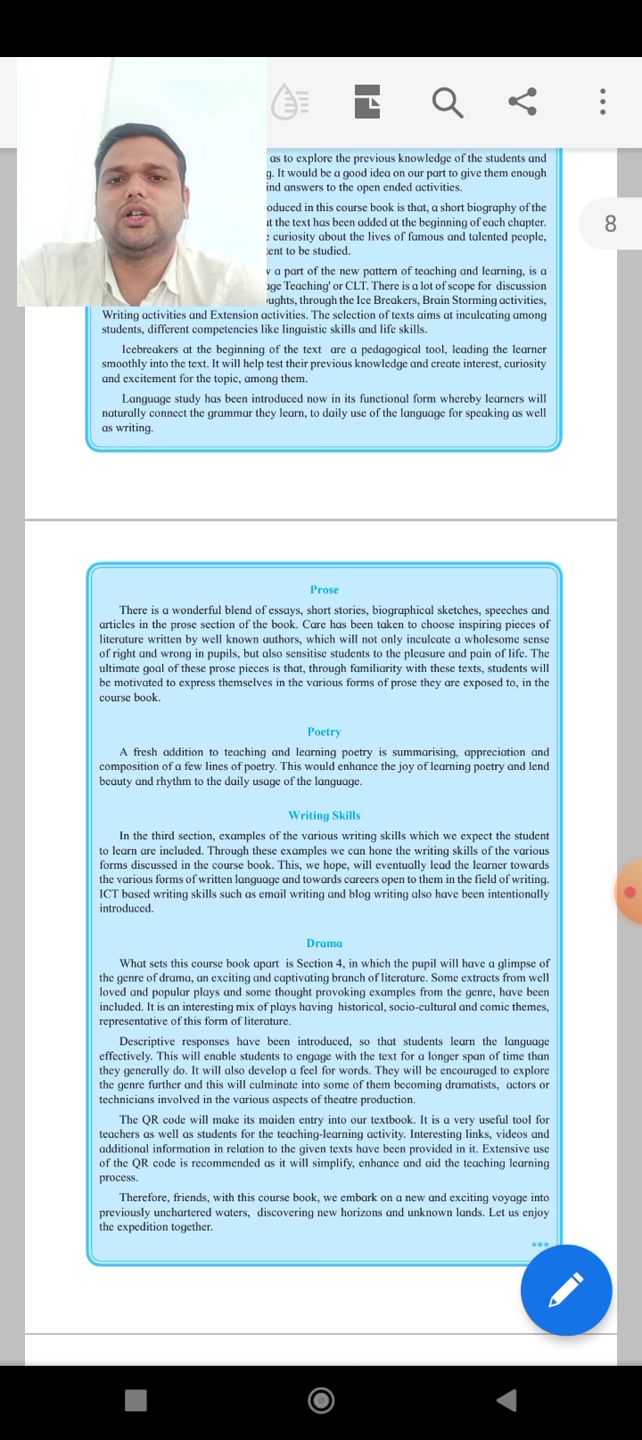 8
as to explore the previous knowledge of the students and
g. It would be a good idea on our part to give them enough
ind answers to the open ended activities.
oduced in this course book is that, a short biography of the
t the text has been added at the beginning of each chapter.
curiosity about the lives of famous and talented people,
ent to be studied.
a part of the new pattern of teaching and learning, is a
age Teaching' or CLT. There is a lot of scope for discussion
ughts, through the Ice Breakers, Brain Storming activities,
Writing activities and Extension activities. The selection of texts aims at inculcating among
students, different competencies like linguistic skills and life skills.
Icebreakers at the beginning of the text are a pedagogical tool, leading the learner
smoothly into the text. It will help test their previous knowledge and create interest, curiosity
and excitement for the topic, among them.
Language study has been introduced now in its functional form whereby learners will
naturally connect the grammar they learn, to daily use of the language for speaking as well
as writing.
Prose
There is a wonderful blend of essays, short stories, biographical sketches, speeches and
articles in the prose section of the book. Care has been taken to choose inspiring pieces of
literature written by well known authors, which will not only inculcate a wholesome sense
of right and wrong in pupils, but also sensitise students to the pleasure and pain of life. The
ultimate goal of these prose pieces is that, through familiarity with these texts, students will
be motivated to express themselves in the various forms of prose they are exposed to, in the
course book.
Poetry
A fresh addition to teaching and learning poetry is summarising, appreciation and
composition of a few lines of poetry. This would enhance the joy of learning poetry and lend
beauty and rhythm to the daily usage of the language.
Writing Skills
In the third section, examples of the various writing skills which we expect the student
to learn are included. Through these examples we can hone the writing skills of the various
forms discussed in the course book. This, we hope, will eventually lead the learner towards
the various forms of written language and towards careers open to them in the field of writing.
ICT based writing skills such as email writing and blog writing also have been intentionally
introduced.
Drama
What sets this course book apart is Section 4, in which the pupil will have a glimpse of
the genre of drama, an exciting and captivating branch of literature. Some extracts from well
loved and popular plays and some thought provoking examples from the genre, have been
included. It is an interesting mix of plays having historical, socio-cultural and comic themes,
representative of this form of literature.
Descriptive responses have been introduced, so that students learn the language
effectively. This will enable students to engage with the text for a longer span of time than
they generally do. It will also develop a feel for words. They will be encouraged to explore
the genre further and this will culminate into some of them becoming dramatists, actors or
technicians involved in the various aspects of theatre production.
The QR code will make its maiden entry into our textbook. It is a very useful tool for
teachers as well as students for the teaching-learning activity. Interesting links, videos and
additional information in relation to the given texts have been provided in it. Extensive use
of the QR code is recommended as it will simplify, enhance and aid the teaching learning
process.
Therefore, friends, with this course book, we embark on a new and exciting voyage into
previously unchartered waters, discovering new horizons and unknown lands. Let us enjoy
the expedition together.
***